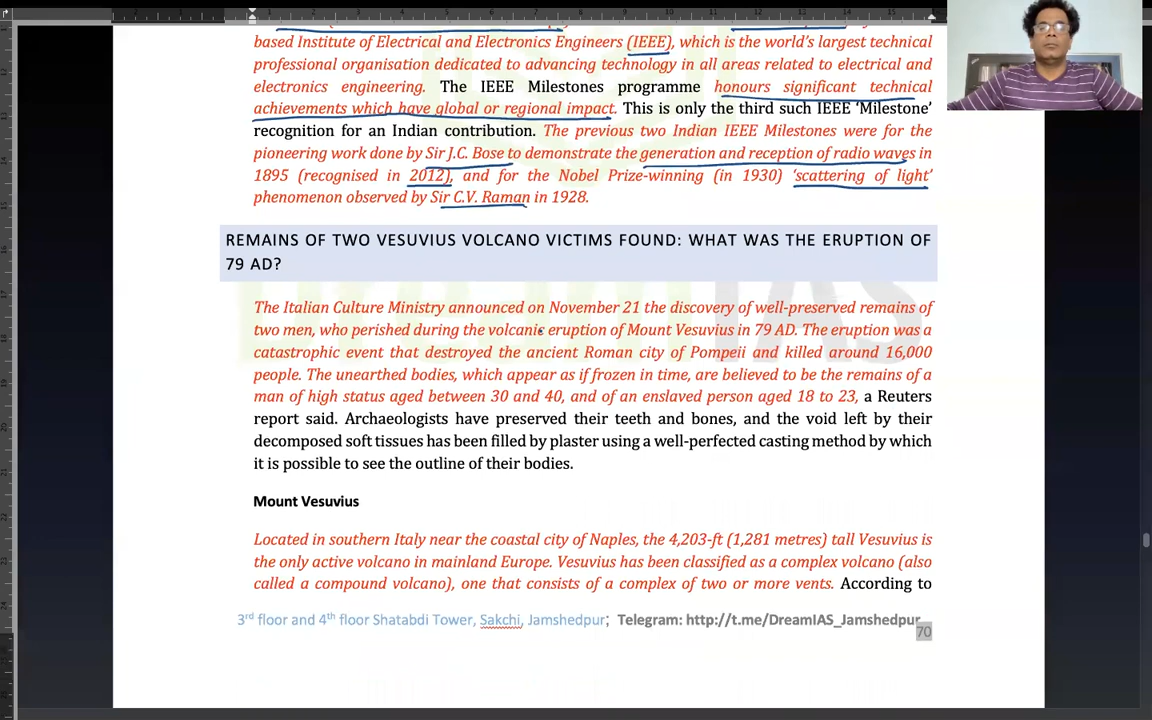 based Institute of Electrical and Electronics Engineers (IEEE), which is the world's largest technical
professional organisation dedicated to advancing technology in all areas related to electrical and
electronics engineering. The IEEE Milestones programme honours significant technical
achievements which have global or regional impact. This is only the third such IEEE 'Milestone'
recognition for an Indian contribution. The previous two Indian IEEE Milestones were for the
pioneering work done by Sir J.C. Bose to demonstrate the generation and reception of radio waves in
1895 (recognised in 2012), and for the Nobel Prize-winning (in 1930) 'scattering of light'
phenomenon observed by Sir C.V. Raman in 1928.
REMAINS OF TWO VESUVIUS VOLCANO VICTIMS FOUND: WHAT WAS THE ERUPTION OF
79 AD?
The Italian Culture Ministry announced on November 21 the discovery of well-preserved remains of
two men, who perished during the volcanic eruption of Mount Vesuvius in 79 AD. The eruption was a
catastrophic event that destroyed the ancient Roman city of Pompeii and killed around 16,000
people. The unearthed bodies, which appear as if frozen in time, are believed to be the remains of a
man of high status aged between 30 and 40, and of an enslaved person aged 18 to 23, a Reuters
report said. Archaeologists have preserved their teeth and bones, and the void left by their
decomposed soft tissues has been filled by plaster using a well-perfected casting method by which
it is possible to see the outline of their bodies.
Mount Vesuvius
Located in southern Italy near the coastal city of Naples, the 4,203-ft (1,281 metres) tall Vesuvius is
the only active volcano in mainland Europe. Vesuvius has been classified as a complex volcano (also
called a compound volcano), one that consists of a complex of two or more vents. According to
3rd floor and 4th floor Shatabdi Tower, Sakchi, Jamshedpur; Telegram: http://t.me/DreamIAS_Jamshedpur
70